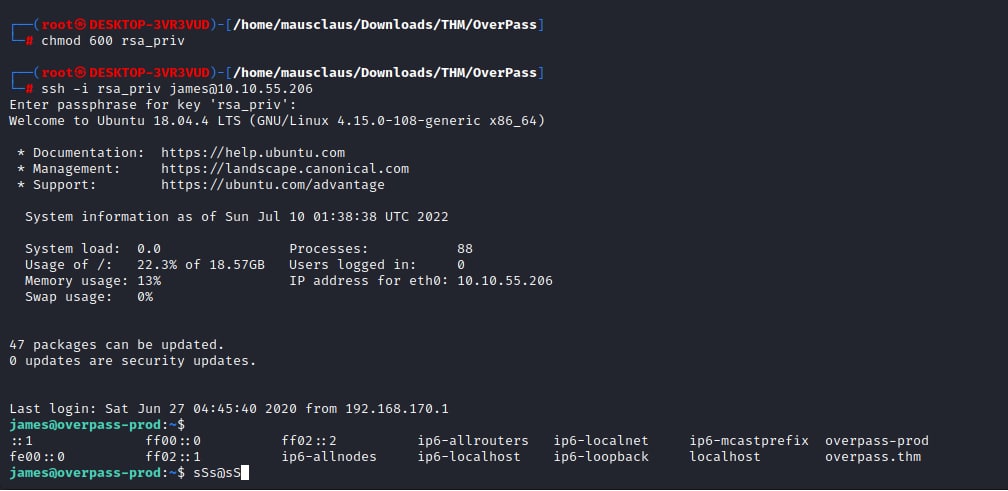 ┌──(root㉿DESKTOP-3VR3VUD)-[/home/mausclaus/Downloads/THM/OverPass]
└─# chmod 600 rsa_priv
┌──(root㉿DESKTOP-3VR3VUD)-[/home/mausclaus/Downloads/THM/OverPass]
└─# ssh -i rsa_priv james@10.10.55.206
Enter passphrase for key 'rsa_priv':
Welcome to Ubuntu 18.04.4 LTS (GNU/Linux 4.15.0-108-generic x86_64)
* Documentation:  https://help.ubuntu.com
* Management:     https://landscape.canonical.com
* Support:        https://ubuntu.com/advantage
System information as of Sun Jul 10 01:38:38 UTC 2022
System load:  0.0                Processes:           88
Usage of /:   22.3% of 18.57GB   Users logged in:     0
Memory usage: 13%                IP address for eth0: 10.10.55.206
Swap usage:   0%
47 packages can be updated.
0 updates are security updates.
Last login: Sat Jun 27 04:45:40 2020 from 192.168.170.1
james@overpass-prod:~$
::1              ff00::0          ff02::2          ip6-allrouters   ip6-localnet     ip6-mcastprefix  overpass-prod
fe00::0          ff02::1          ip6-allnodes     ip6-localhost    ip6-loopback     localhost        overpass.thm
james@overpass-prod:~$ sSs@sS